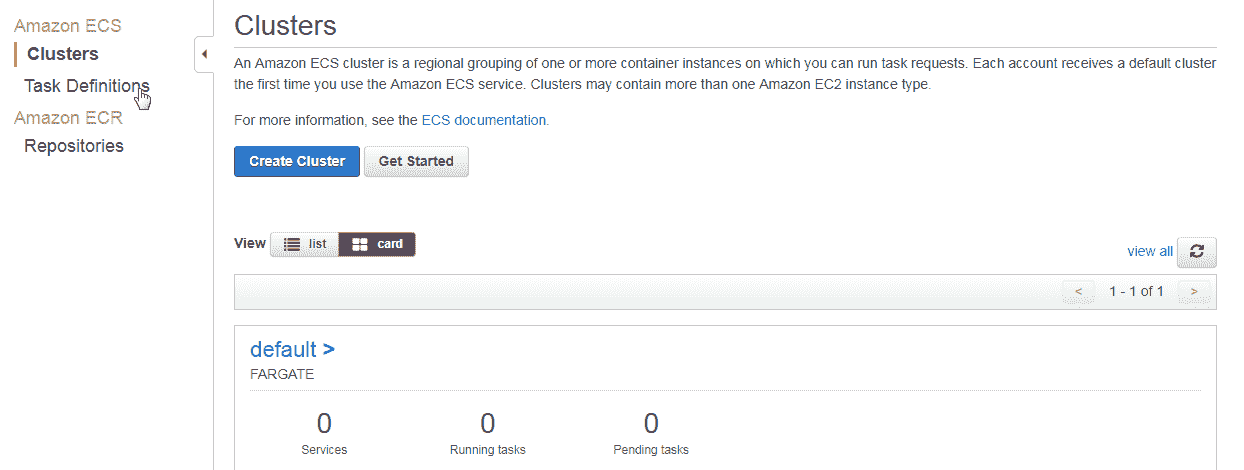 Amazon ECS
Clusters
Task Definitions
Amazon ECR
Repositories
Clusters
An Amazon ECS cluster is a regional grouping of one or more container instances on which you can run task requests. Each account receives a default cluster
the first time you use the Amazon ECS service. Clusters may contain more than one Amazon EC2 instance type.
For more information, see the ECS documentation.
Create Cluster Get Started
View list card
view all
< 1 - 1 of 1 >
default >
FARGATE
0 0 0
Services Running tasks Pending tasks